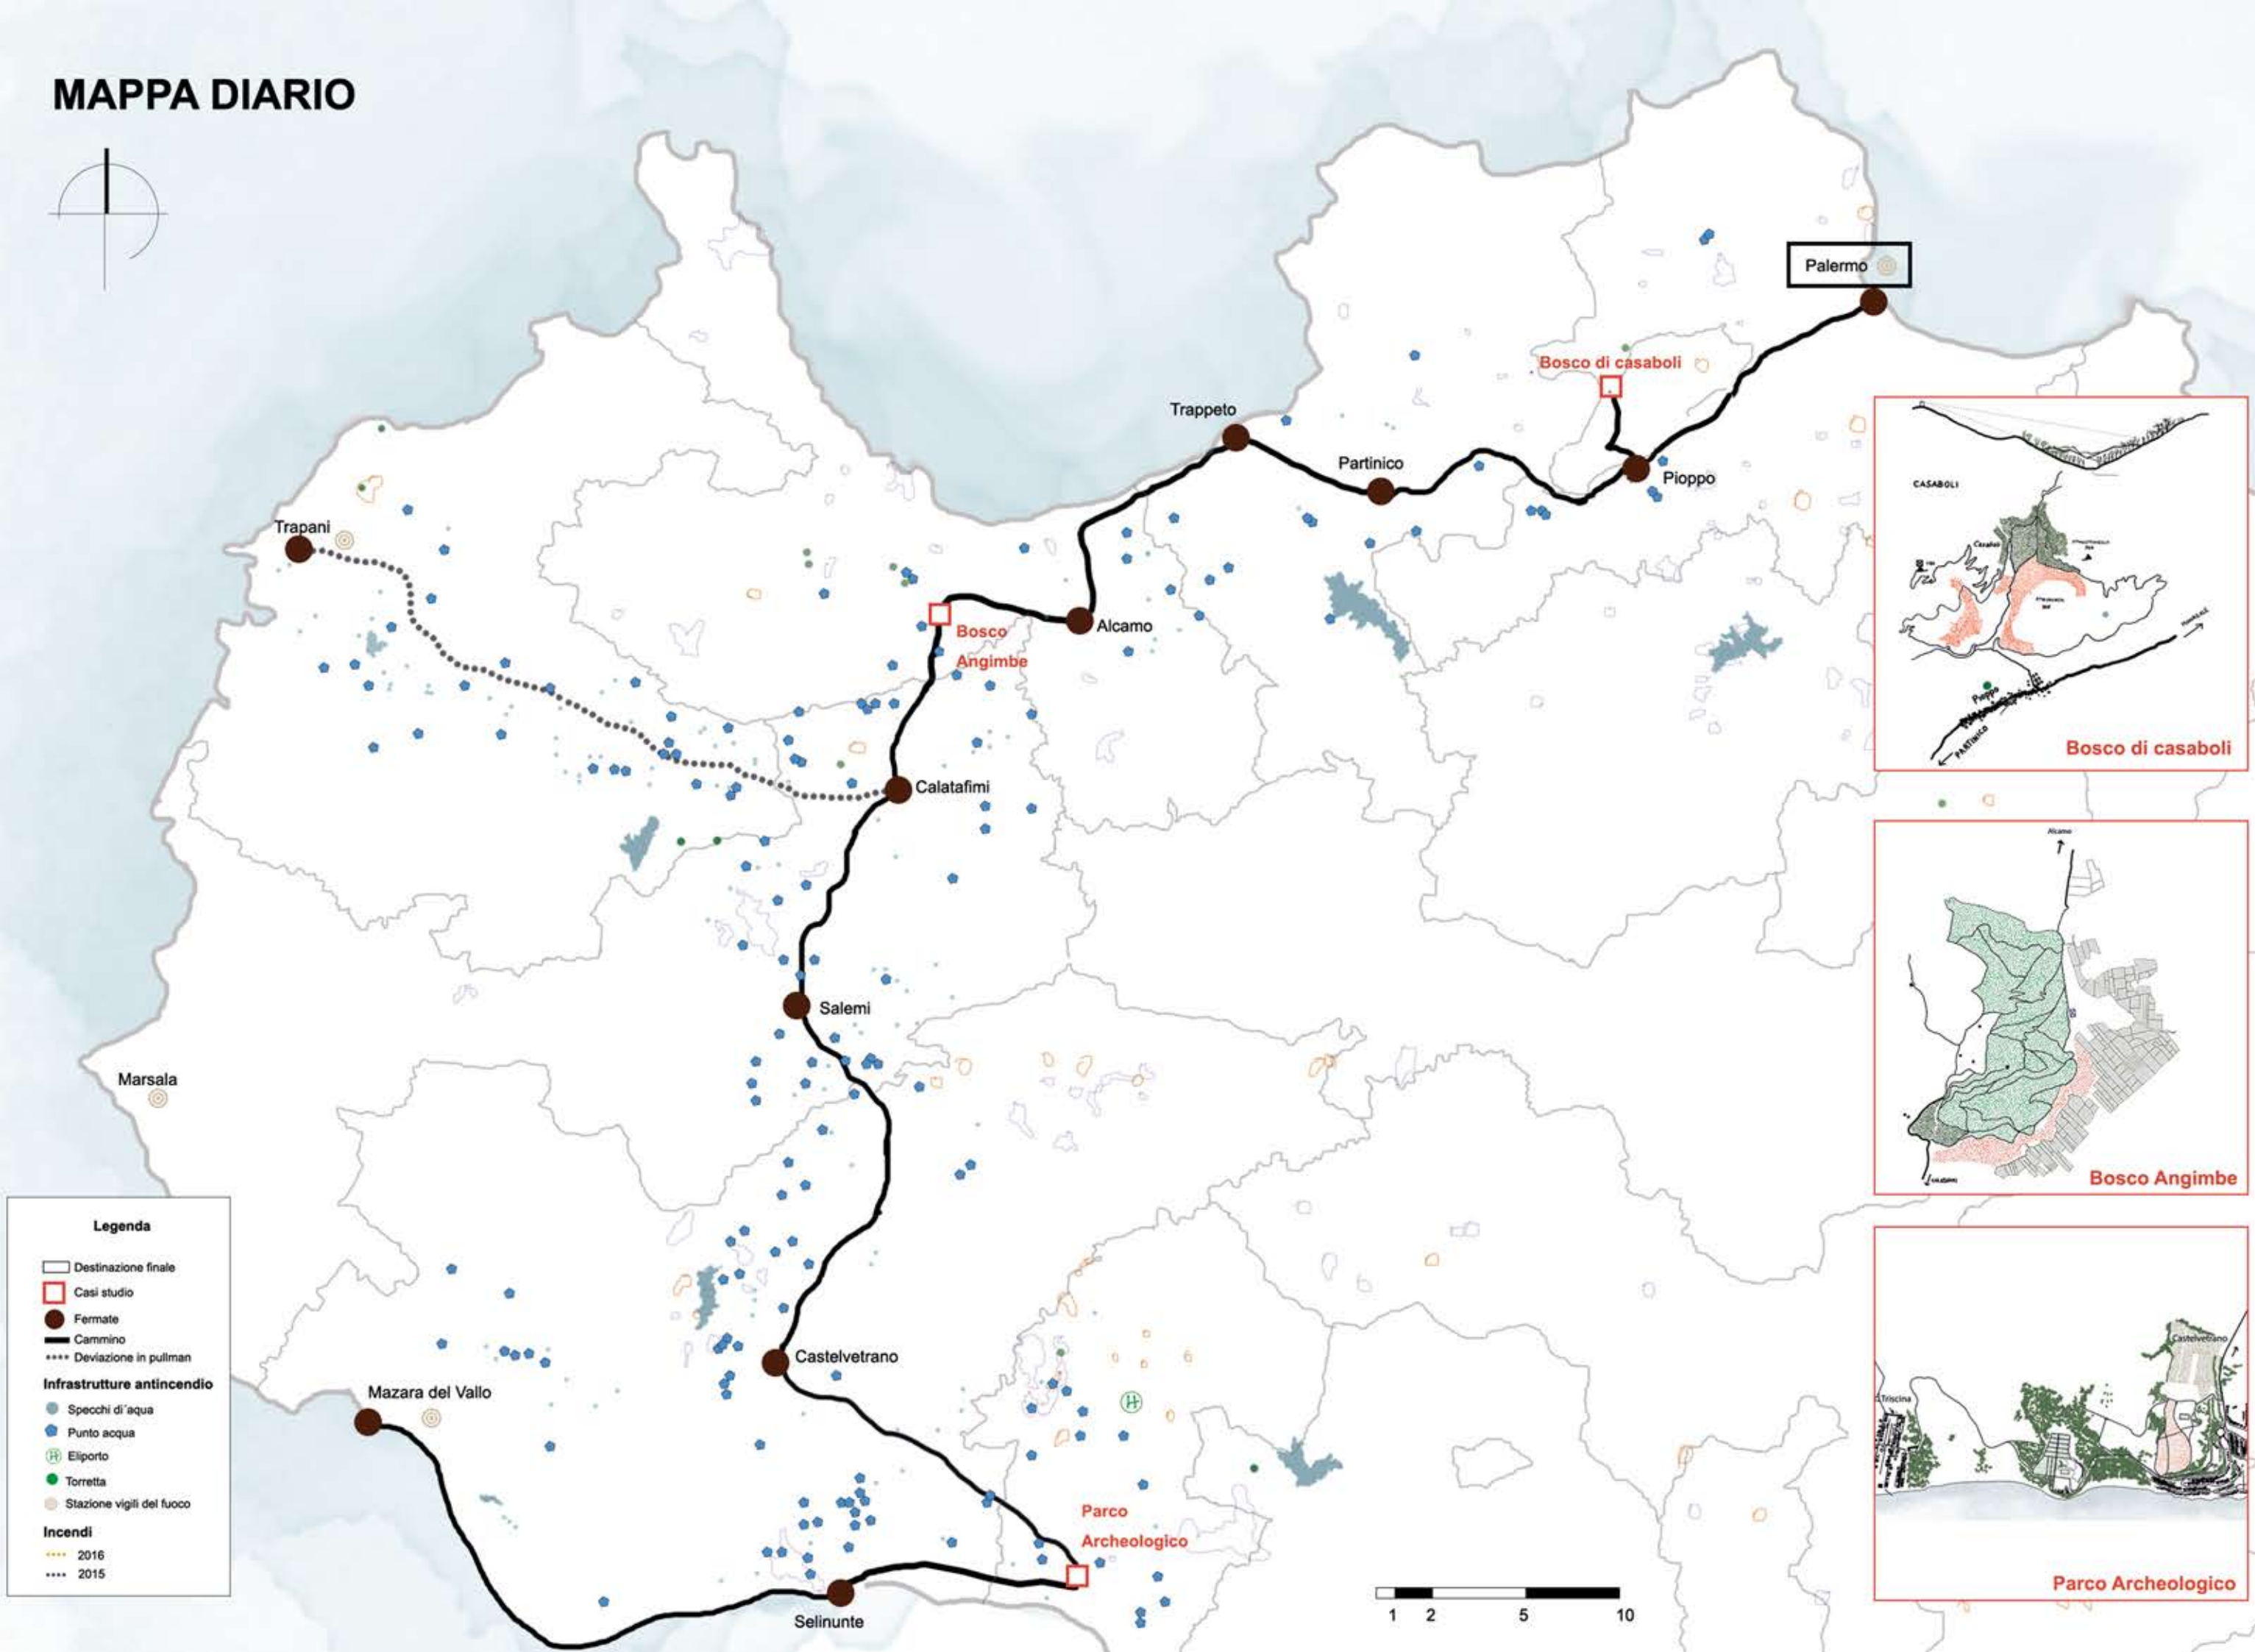 MAPPA DIARIO
Palermo
Bosco di casaboli
Trappeto
Partinico
Pioppo
Trapani
Alcamo
Bosco
Angimbe
Calatafimi
Salemi
Marsala
Castelvetrano
Mazara del Vallo
Parco
Archeologico
Selinunte
1 2 5 10
Legenda
Destinazione finale
Casi studio
Fermate
Cammino
Deviazione in pullman
Infrastrutture antincendio
Specchi di´aqua
Punto acqua
Eliporto
Torretta
Stazione vigili del fuoco
Incendi
2016
2015
CASABOLI
Casaboli
Pioppo
PARTINICO
Bosco di casaboli
Alcamo
Bosco Angimbe
Castelvetrano
Triscina
Parco Archeologico